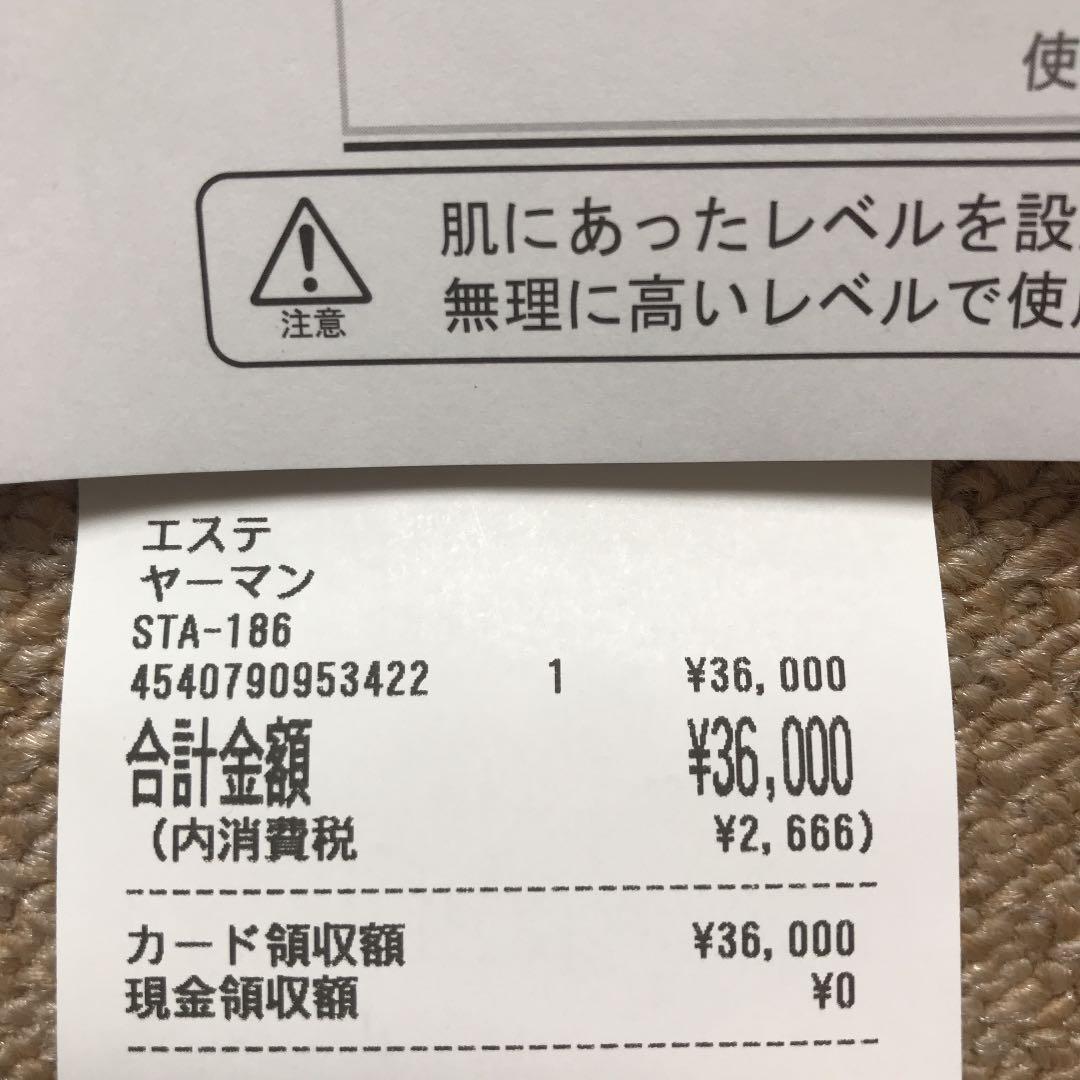 使
注意
肌にあったレベルを設
無理に高いレベルで使
エステ
ヤーマン
STA-186
4540790953422 1 ¥36,000
合計金額 ¥36,000
(内消費税 ¥2,666)
カード領収額 ¥36,000
現金領収額 ¥0